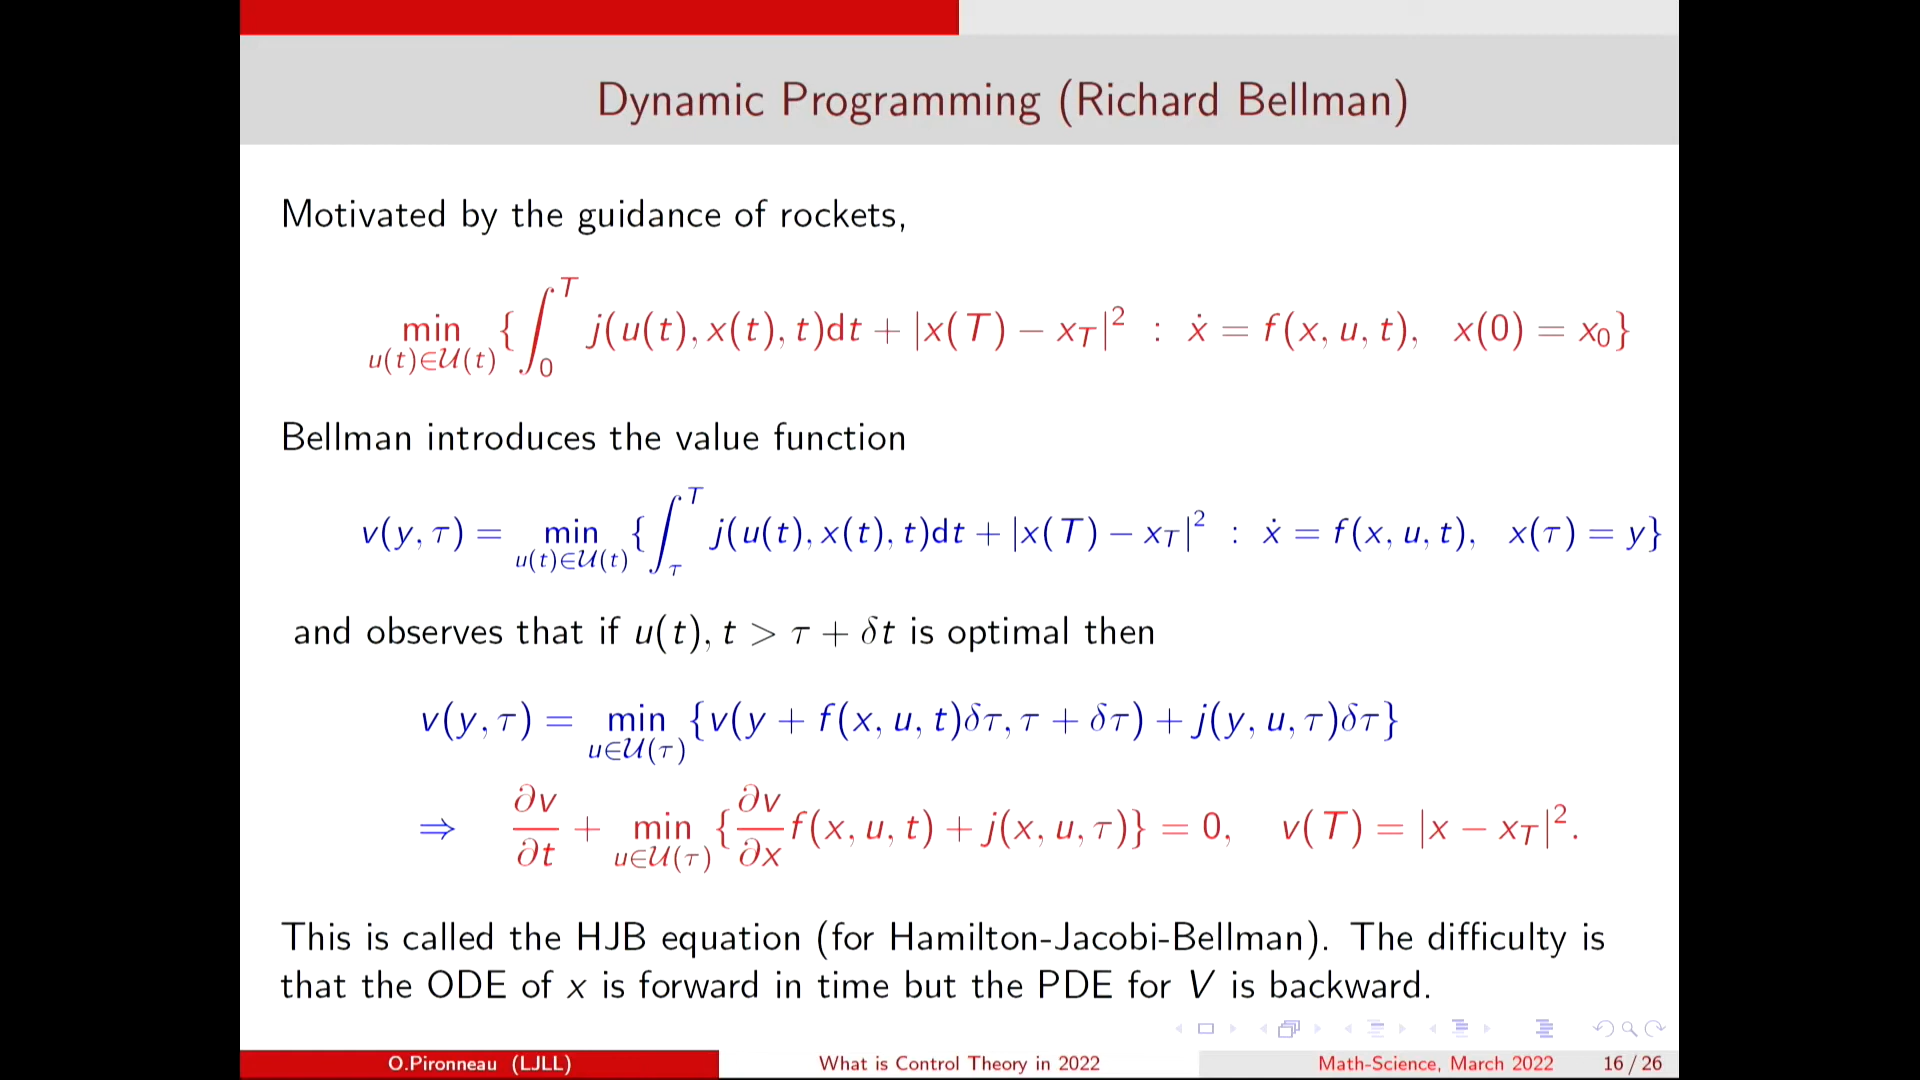 Dynamic Programming (Richard Bellman)
Motivated by the guidance of rockets,
min_{u(t)∈𝒰(t)} {∫_0^T j(u(t), x(t), t)dt + |x(T) − x_T|² : ẋ = f(x, u, t), x(0) = x_0}
Bellman introduces the value function
v(y, τ) = min_{u(t)∈𝒰(t)} {∫_τ^T j(u(t), x(t), t)dt + |x(T) − x_T|² : ẋ = f(x, u, t), x(τ) = y}
and observes that if u(t), t > τ + δt is optimal then
v(y, τ) = min_{u∈𝒰(τ)} {v(y + f(x, u, t)δτ, τ + δτ) + j(y, u, τ)δτ}
⇒ ∂v/∂t + min_{u∈𝒰(τ)} {∂v/∂x f(x, u, t) + j(x, u, τ)} = 0, v(T) = |x − x_T|².
This is called the HJB equation (for Hamilton-Jacobi-Bellman). The difficulty is
that the ODE of x is forward in time but the PDE for V is backward.
O.Pironneau (LJLL) What is Control Theory in 2022 Math-Science, March 2022 16 / 26